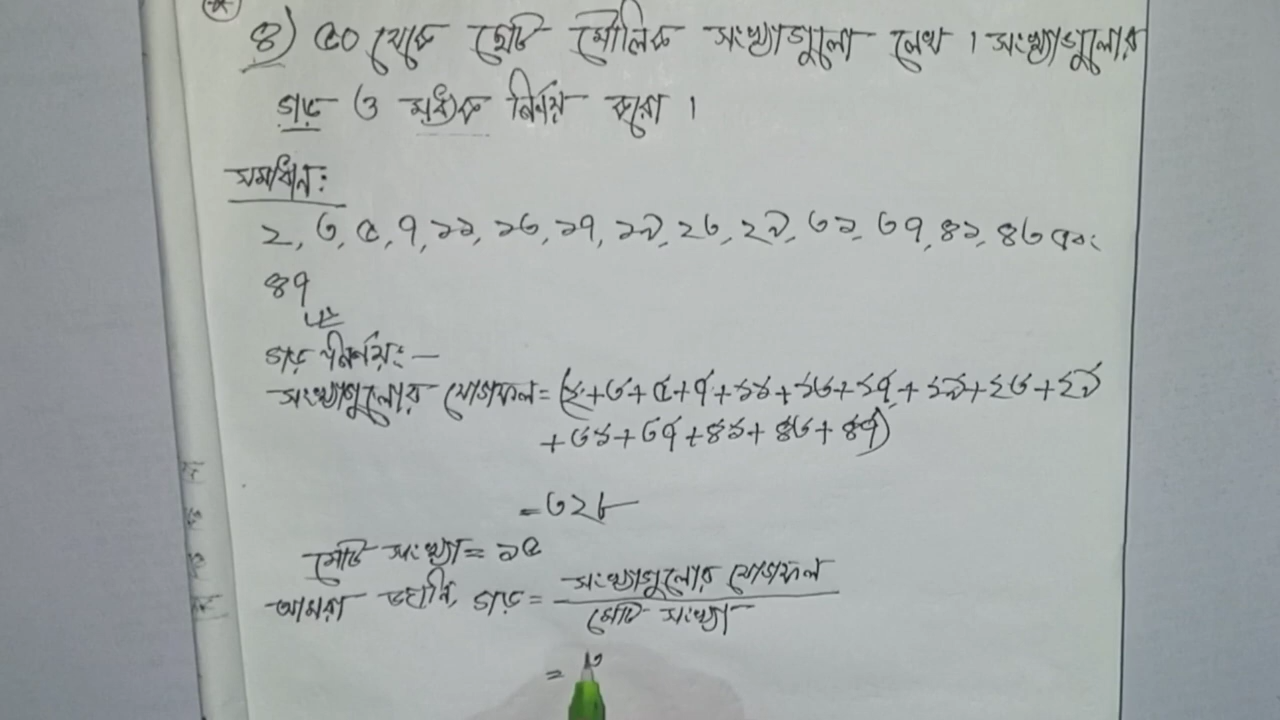 ৪) ৫০ থেকে ছোট মৌলিক সংখ্যাগুলো লেখ । সংখ্যাগুলোর
গড় ও মধ্যক নির্ণয় করো ।
সমাধান:
২, ৩, ৫, ৭, ১১, ১৩, ১৭, ১৯, ২৩, ২৯, ৩১, ৩৭, ৪১, ৪৩ এবং
৪৭
গড় নির্ণয়: —
সংখ্যাগুলোর যোগফল = (২+৩+৫+৭+১১+১৩+১৭+১৯+২৩+২৯
+৩১+৩৭+৪১+৪৩+৪৭)
= ৩২৮
মোট সংখ্যা = ১৫
আমরা জানি, গড় = সংখ্যাগুলোর যোগফল
মোট সংখ্যা
= ৩